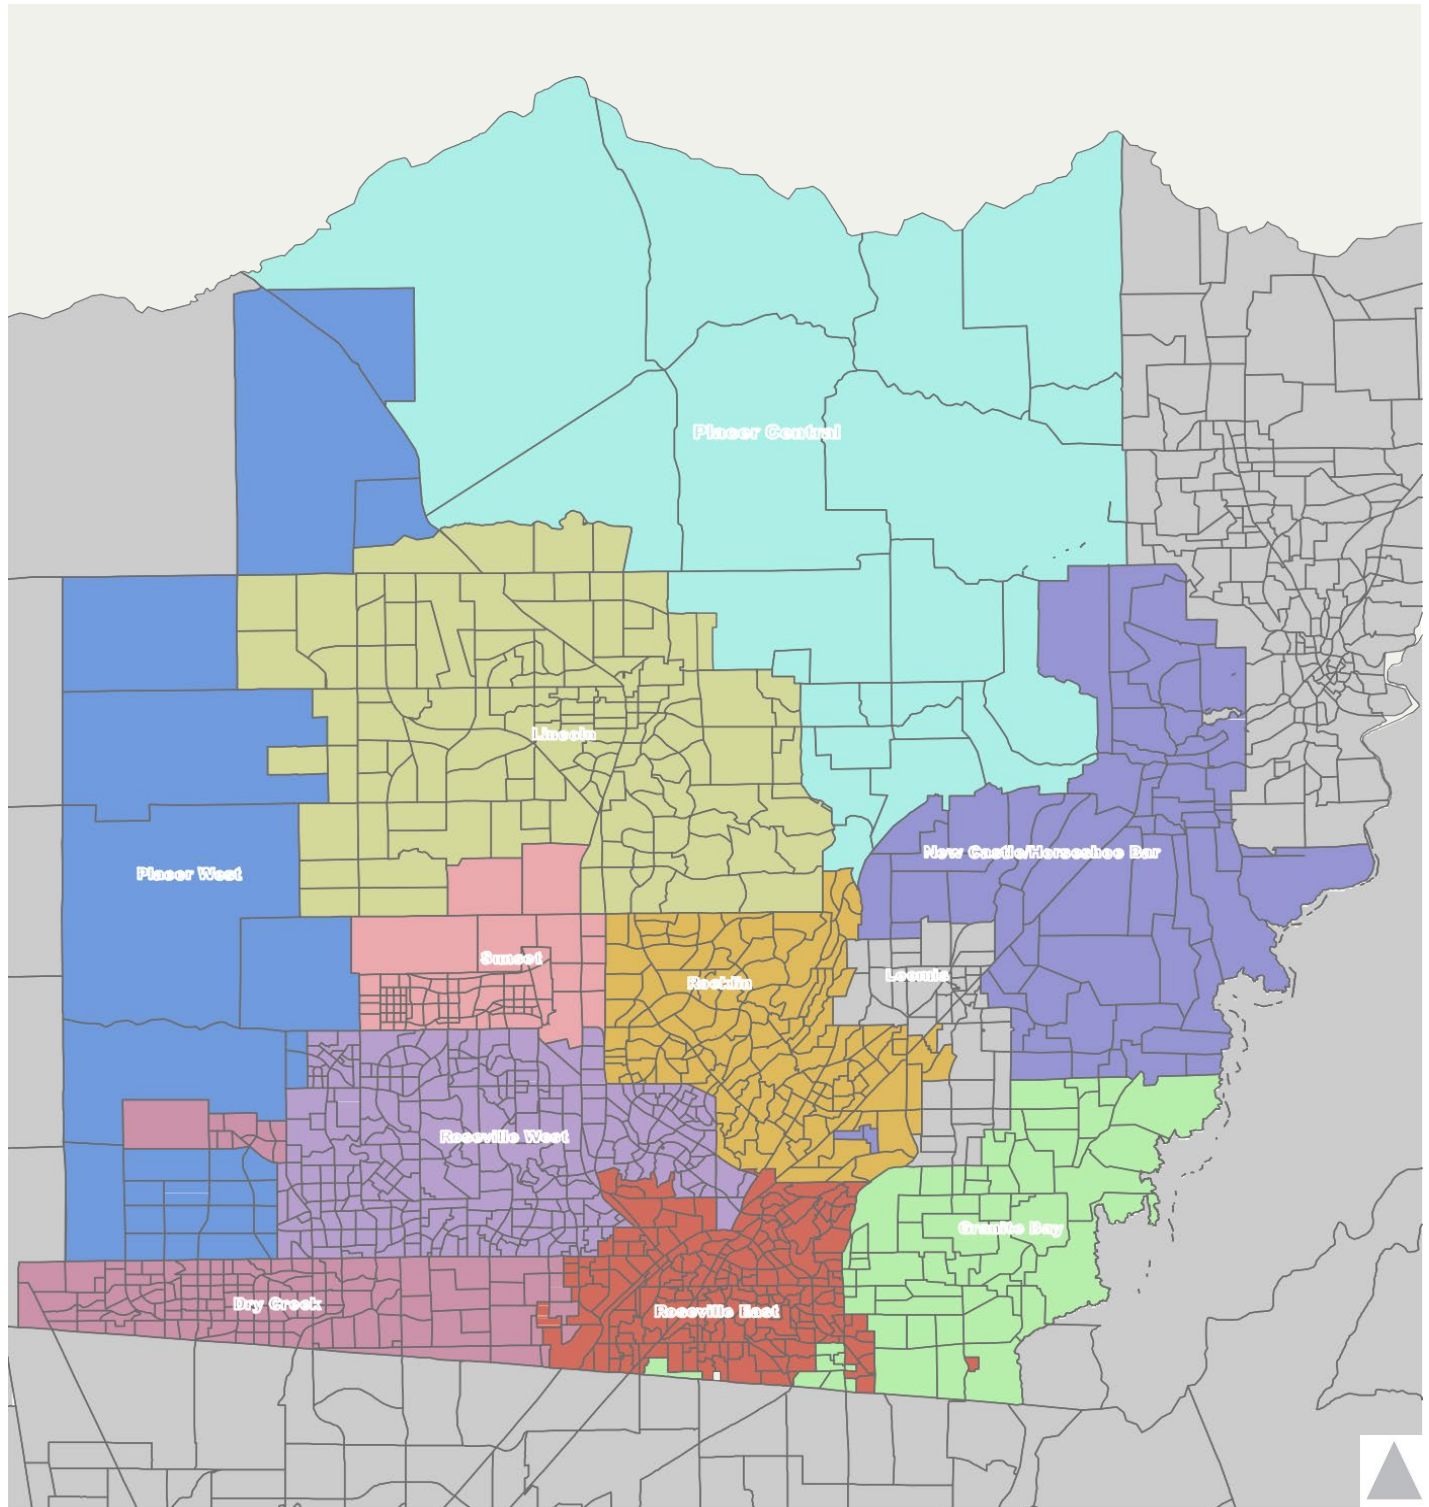 Placer Central
Lincoln
New Castle/Horseshoe Bar
Placer West
Sunset
Loomis
Rocklin
Roseville West
Granite Bay
Dry Creek
Roseville East